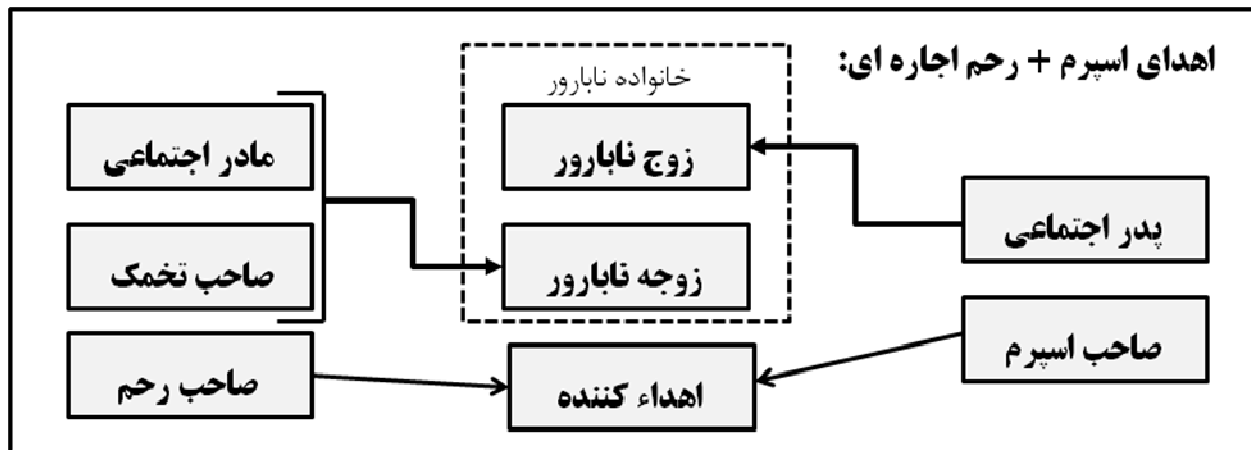 اهدای اسپرم + رحم اجاره ای:
خانواده نابارور
زوج نابارور
زوجه نابارور
پدر اجتماعی
صاحب اسپرم
مادر اجتماعی
صاحب تخمک
صاحب رحم
اهداء کننده